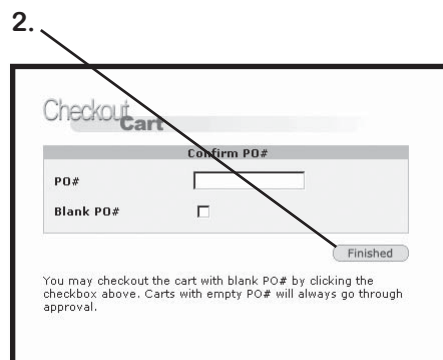 2.
Checkout
Cart
Confirm PO#
PO#
Blank PO#
Finished
You may checkout the cart with blank PO# by clicking the
checkbox above. Carts with empty PO# will always go through
approval.